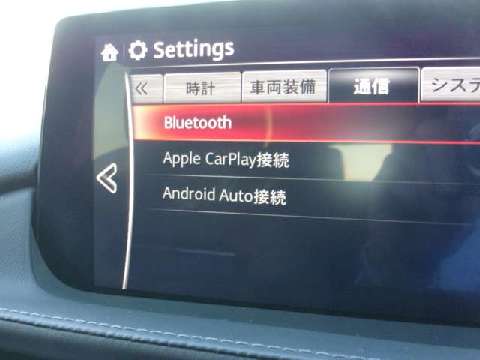 Settings
« 時計 車両装備 通信 システ
Bluetooth
Apple CarPlay接続
Android Auto接続